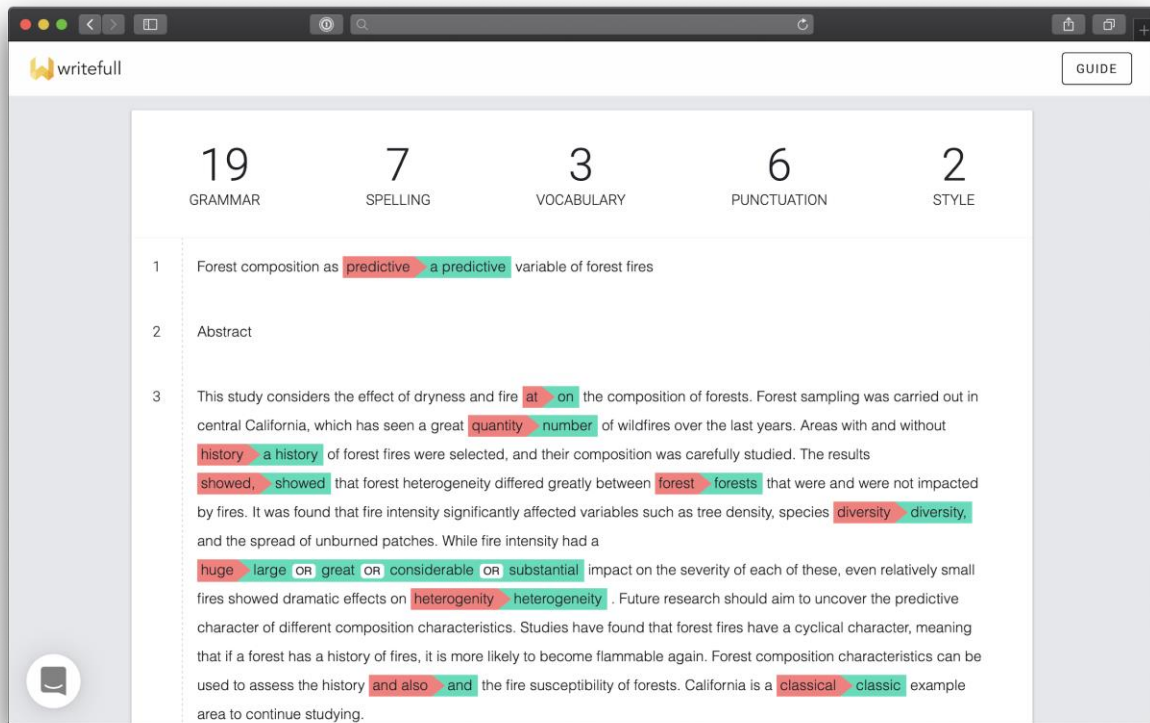 writefull
GUIDE
19 7 3 6 2
GRAMMAR SPELLING VOCABULARY PUNCTUATION STYLE
1 Forest composition as predictive a predictive variable of forest fires
2 Abstract
3 This study considers the effect of dryness and fire at on the composition of forests. Forest sampling was carried out in
central California, which has seen a great quantity number of wildfires over the last years. Areas with and without
history a history of forest fires were selected, and their composition was carefully studied. The results
showed, showed that forest heterogeneity differed greatly between forest forests that were and were not impacted
by fires. It was found that fire intensity significantly affected variables such as tree density, species diversity diversity,
and the spread of unburned patches. While fire intensity had a
huge large OR great OR considerable OR substantial impact on the severity of each of these, even relatively small
fires showed dramatic effects on heterogenity heterogeneity . Future research should aim to uncover the predictive
character of different composition characteristics. Studies have found that forest fires have a cyclical character, meaning
that if a forest has a history of fires, it is more likely to become flammable again. Forest composition characteristics can be
used to assess the history and also and the fire susceptibility of forests. California is a classical classic example
area to continue studying.